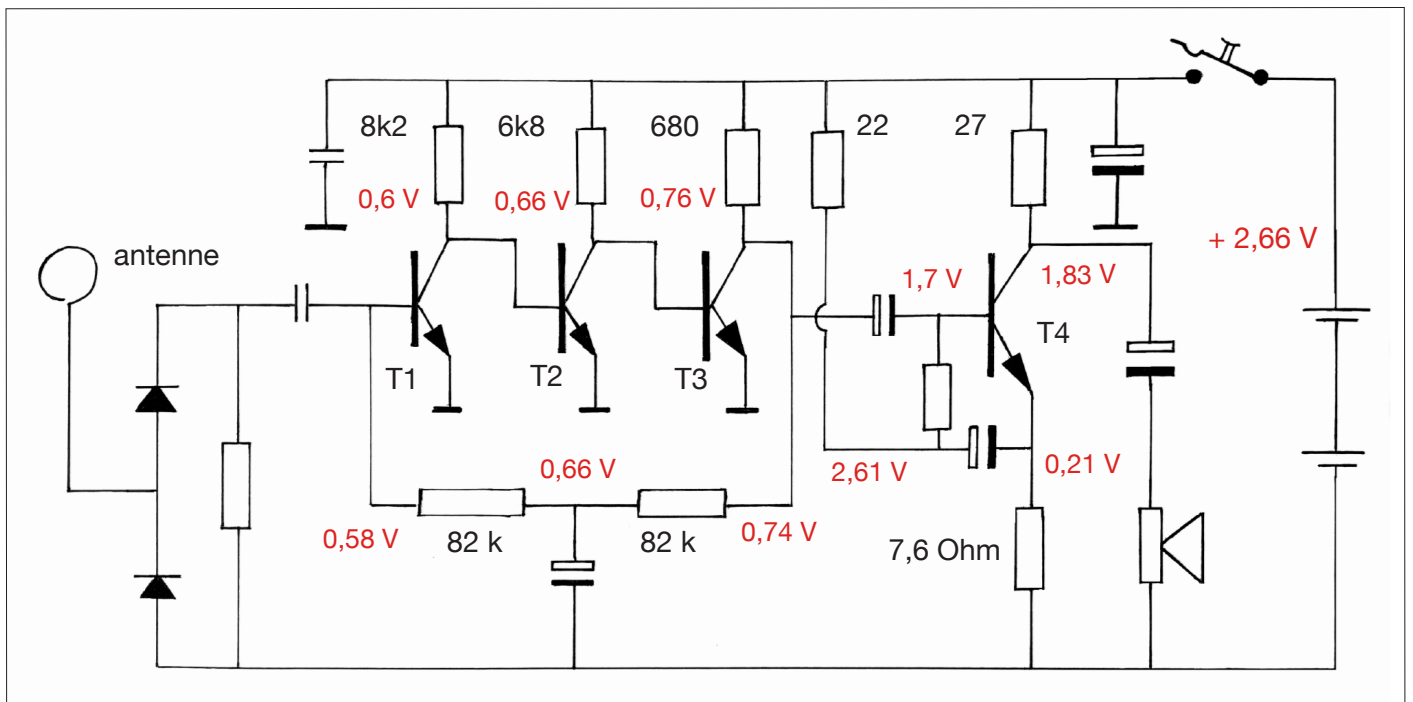 8k2
6k8
680
22
27
0,6 V
0,66 V
0,76 V
+ 2,66 V
antenne
1,7 V
1,83 V
T4
T1
T2
T3
0,66 V
2,61 V
0,21 V
0,58 V
82 k
82 k
0,74 V
7,6 Ohm